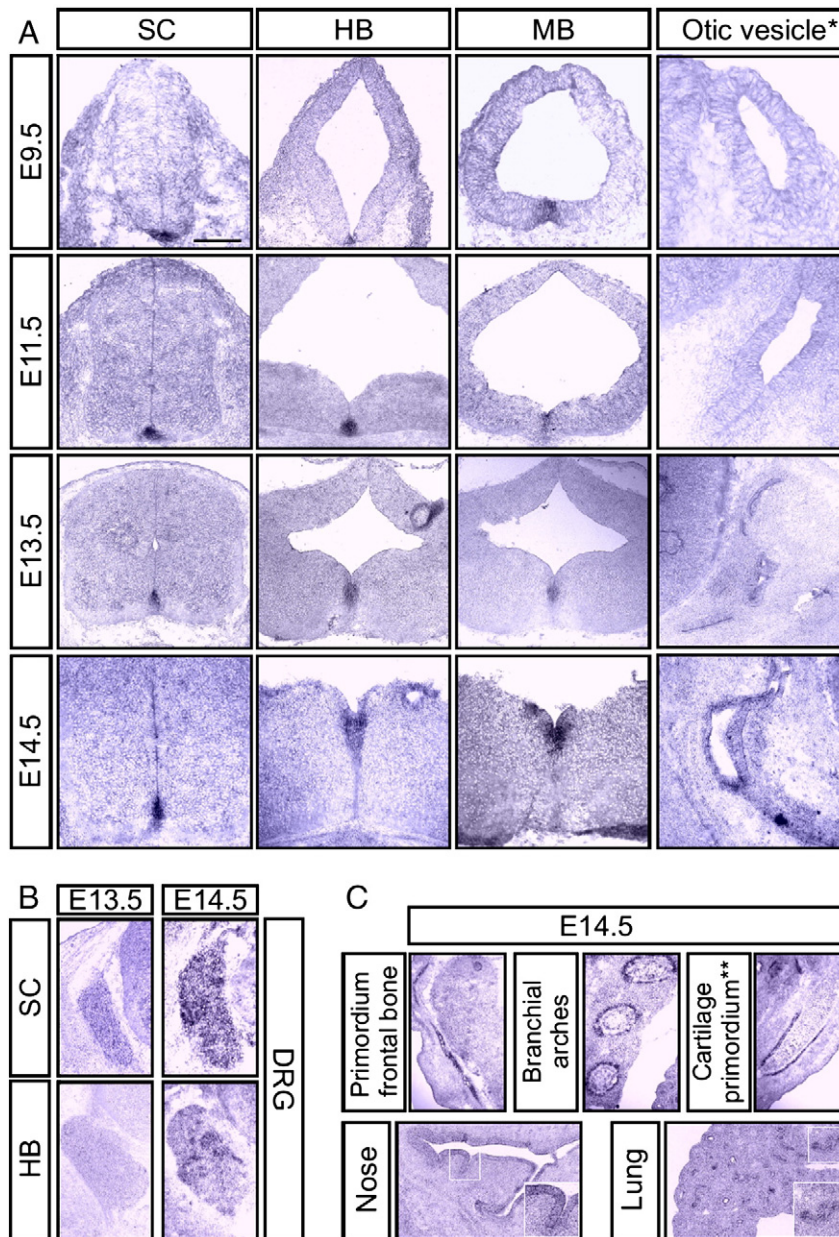 A
SC
HB
MB
Otic vesicle*
E9.5
E11.5
E13.5
E14.5
B
E13.5
E14.5
SC
HB
DRG
C
E14.5
Primordium
frontal bone
Branchial
arches
Cartilage
primordium**
Nose
Lung